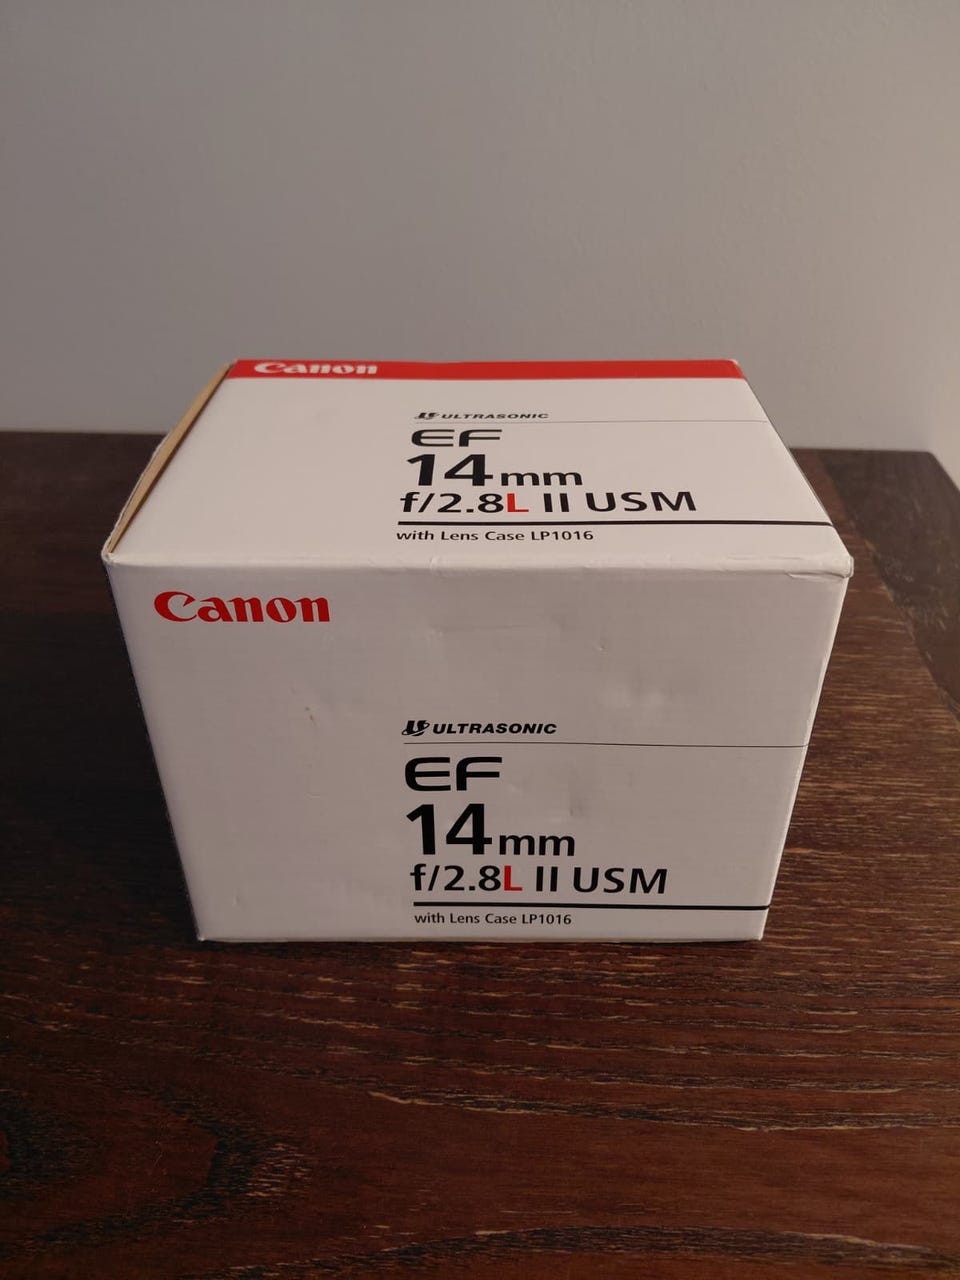 Canon
ULTRASONIC
EF
14mm
f/2.8L II USM
with Lens Case LP1016
Canon
ULTRASONIC
EF
14mm
f/2.8L II USM
with Lens Case LP1016